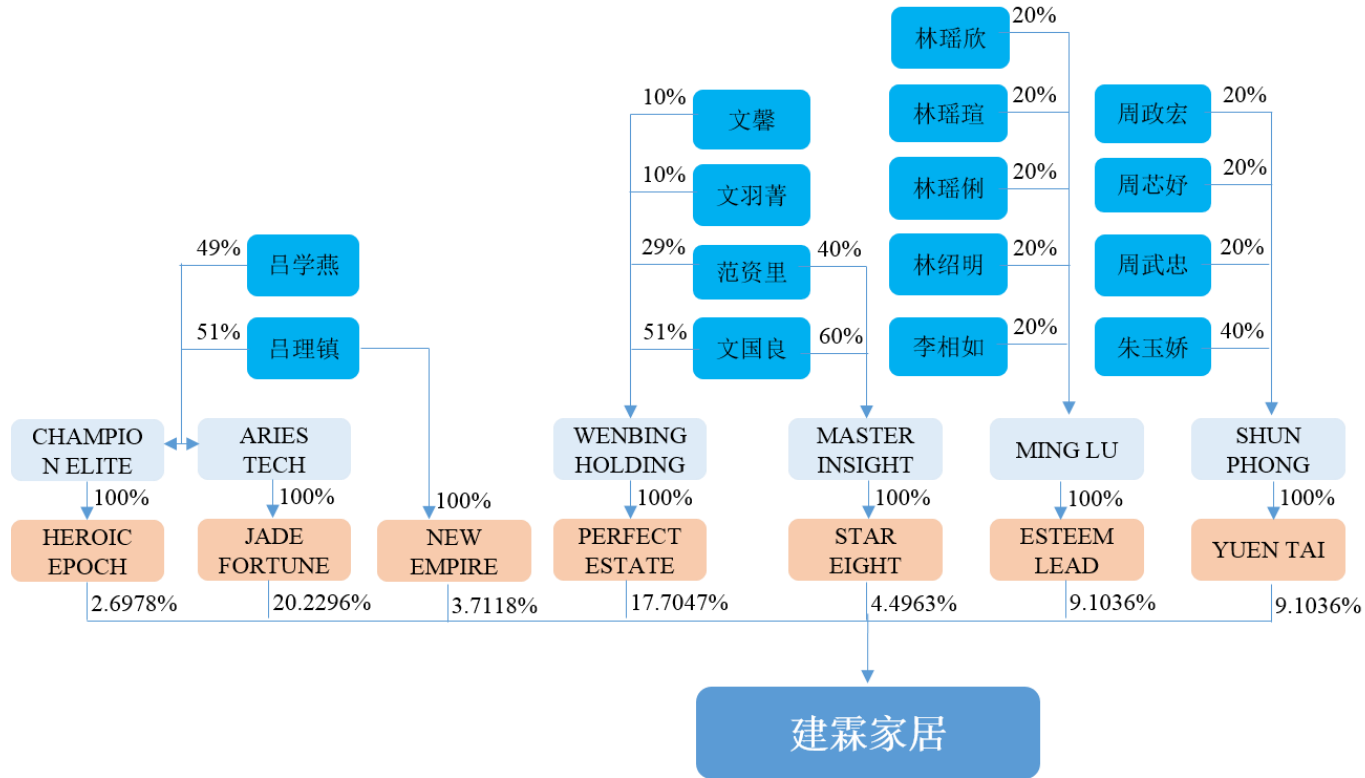 林瑶欣
20%
10%
文馨
林瑶瑄
20%
周政宏
20%
10%
文羽菁
林瑶俐
20%
周芯妤
20%
49%
吕学燕
29%
范资里
40%
林绍明
20%
周武忠
20%
51%
吕理镇
51%
文国良
60%
李相如
20%
朱玉娇
40%
CHAMPIO
N ELITE
ARIES
TECH
WENBING
HOLDING
MASTER
INSIGHT
MING LU
SHUN
PHONG
100%
100%
100%
100%
100%
100%
100%
HEROIC
EPOCH
JADE
FORTUNE
NEW
EMPIRE
PERFECT
ESTATE
STAR
EIGHT
ESTEEM
LEAD
YUEN TAI
2.6978%
20.2296%
3.7118%
17.7047%
4.4963%
9.1036%
9.1036%
建霖家居